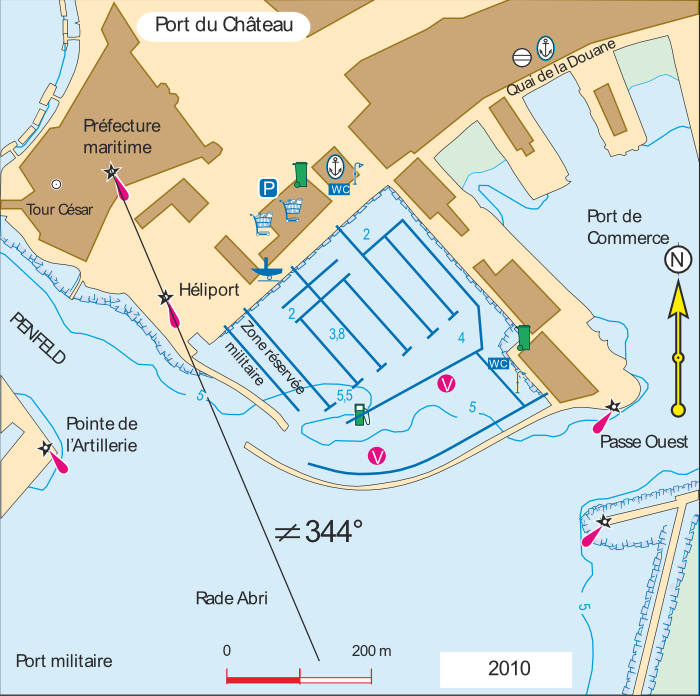 Port du Château
Quai de la Douane
Préfecture
maritime
P
WC
Tour César
Port de
Commerce
N
2
Héliport
2
3,8
4
PENFELD
Zone réservée
militaire
WC
5
5,5
V
5
Pointe de
l'Artillerie
Passe Ouest
V
≠344°
Rade Abri
5
0
200 m
Port militaire
2010